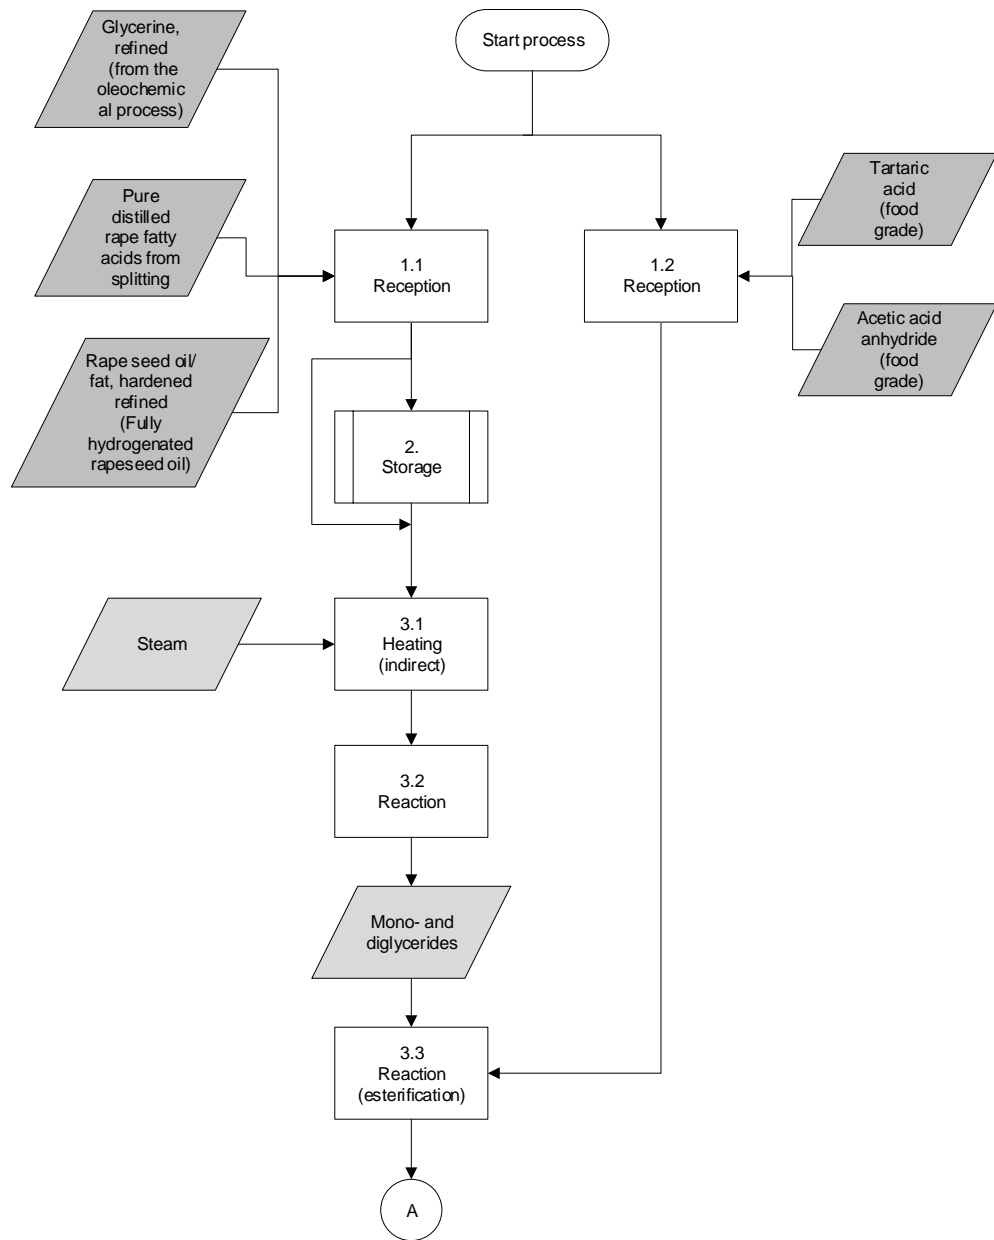 Glycerine,
refined
(from the
oleochemic
al process)
Start process
Pure
distilled
rape fatty
acids from
splitting
Tartaric
acid
(food
grade)
1.1
Reception
1.2
Reception
Rape seed oil/
fat, hardened
refined
(Fully
hydrogenated
rapeseed oil)
Acetic acid
anhydride
(food
grade)
2.
Storage
Steam
3.1
Heating
(indirect)
3.2
Reaction
Mono- and
diglycerides
3.3
Reaction
(esterification)
A